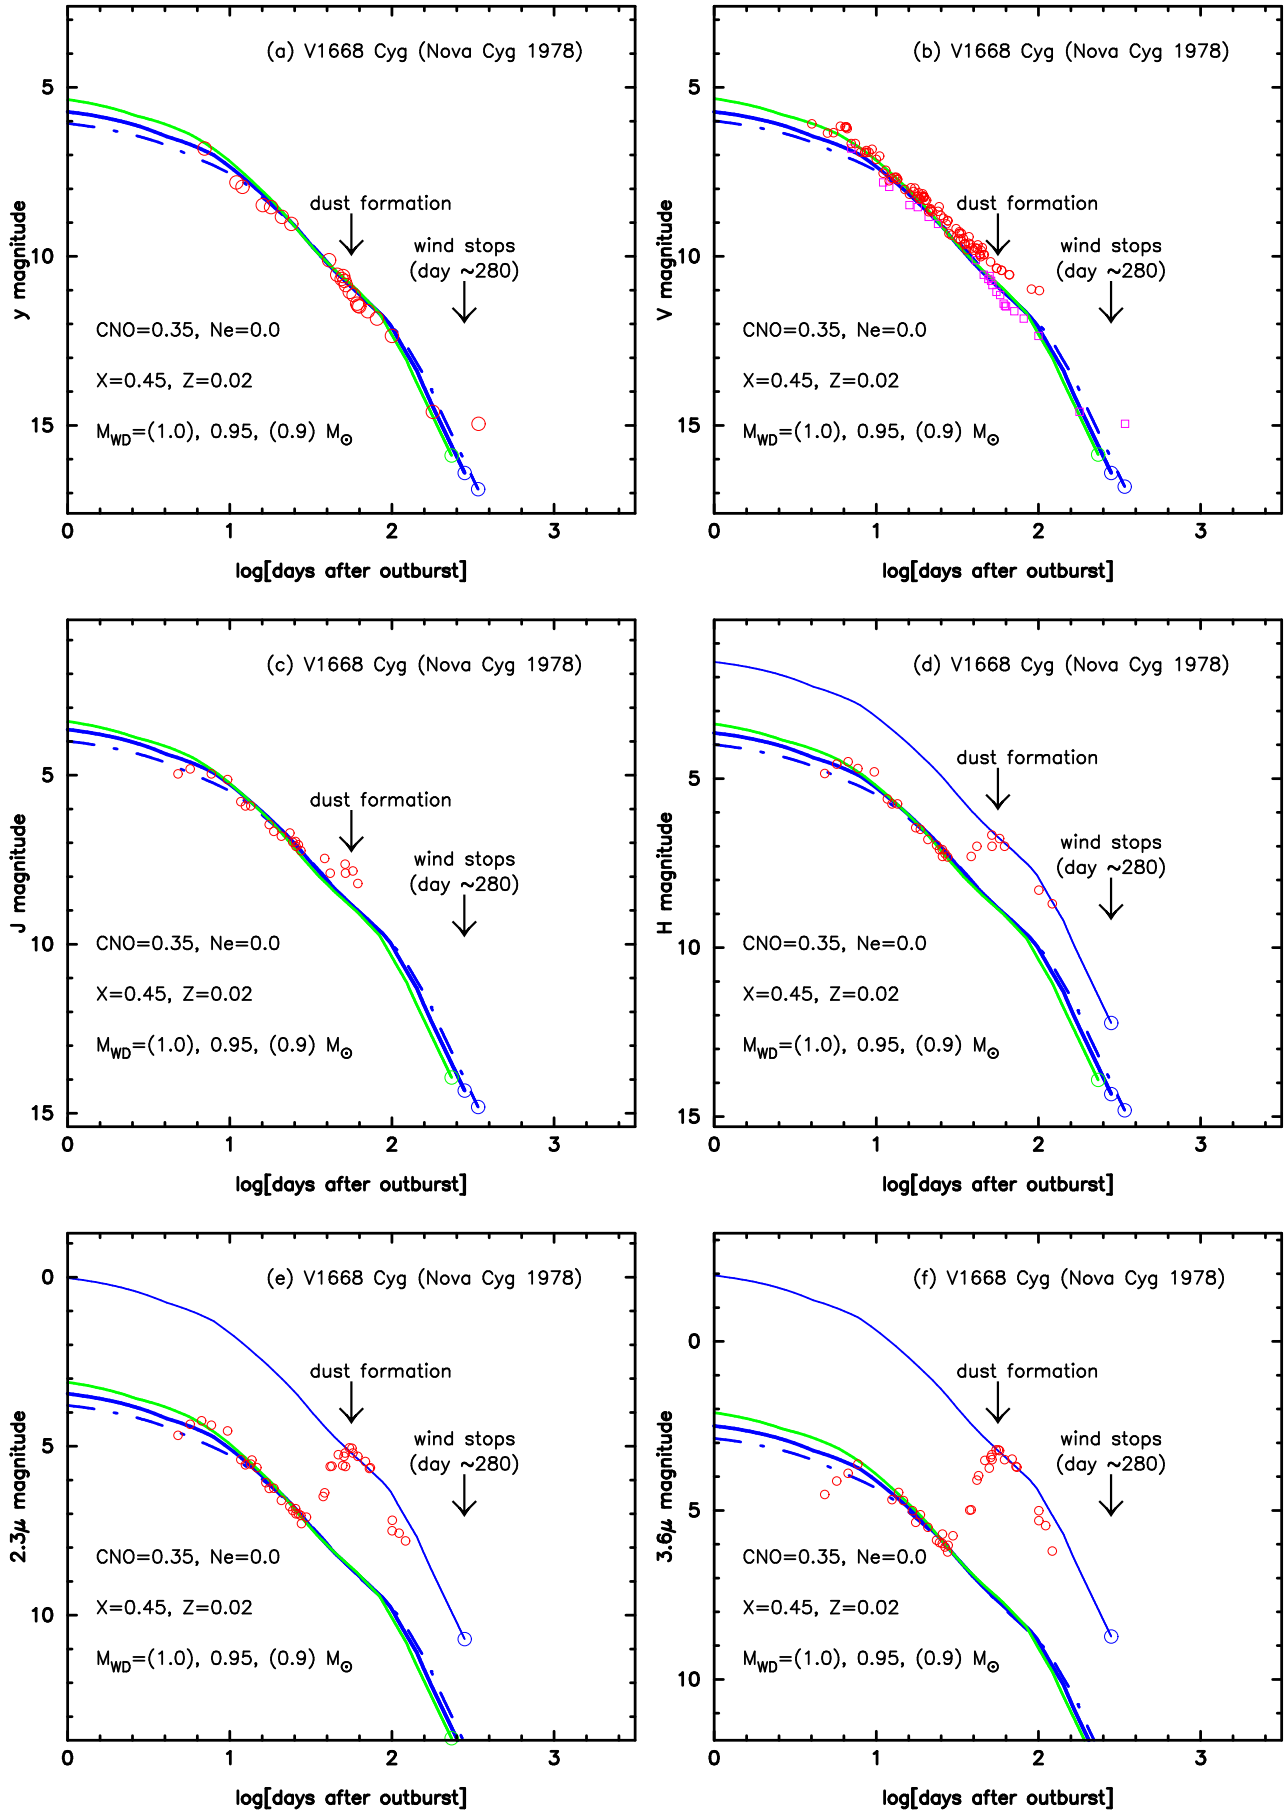 (a) V1668 Cyg (Nova Cyg 1978)
5
dust formation
10
wind stops
(day ~280)
CNO=0.35, Ne=0.0
X=0.45, Z=0.02
15
M_WD=(1.0), 0.95, (0.9) M_⊙
y magnitude
0 1 2 3
log[days after outburst]
(b) V1668 Cyg (Nova Cyg 1978)
5
dust formation
10
wind stops
(day ~280)
CNO=0.35, Ne=0.0
X=0.45, Z=0.02
15
M_WD=(1.0), 0.95, (0.9) M_⊙
V magnitude
0 1 2 3
log[days after outburst]
(c) V1668 Cyg (Nova Cyg 1978)
5
dust formation
wind stops
(day ~280)
10
CNO=0.35, Ne=0.0
X=0.45, Z=0.02
M_WD=(1.0), 0.95, (0.9) M_⊙
15
J magnitude
0 1 2 3
log[days after outburst]
(d) V1668 Cyg (Nova Cyg 1978)
dust formation
5
wind stops
(day ~280)
10
CNO=0.35, Ne=0.0
X=0.45, Z=0.02
M_WD=(1.0), 0.95, (0.9) M_⊙
15
H magnitude
0 1 2 3
log[days after outburst]
(e) V1668 Cyg (Nova Cyg 1978)
0
dust formation
5
wind stops
(day ~280)
CNO=0.35, Ne=0.0
X=0.45, Z=0.02
10
M_WD=(1.0), 0.95, (0.9) M_⊙
2.3μ magnitude
0 1 2 3
log[days after outburst]
(f) V1668 Cyg (Nova Cyg 1978)
0
dust formation
wind stops
(day ~280)
5
CNO=0.35, Ne=0.0
X=0.45, Z=0.02
M_WD=(1.0), 0.95, (0.9) M_⊙
10
3.6μ magnitude
0 1 2 3
log[days after outburst]